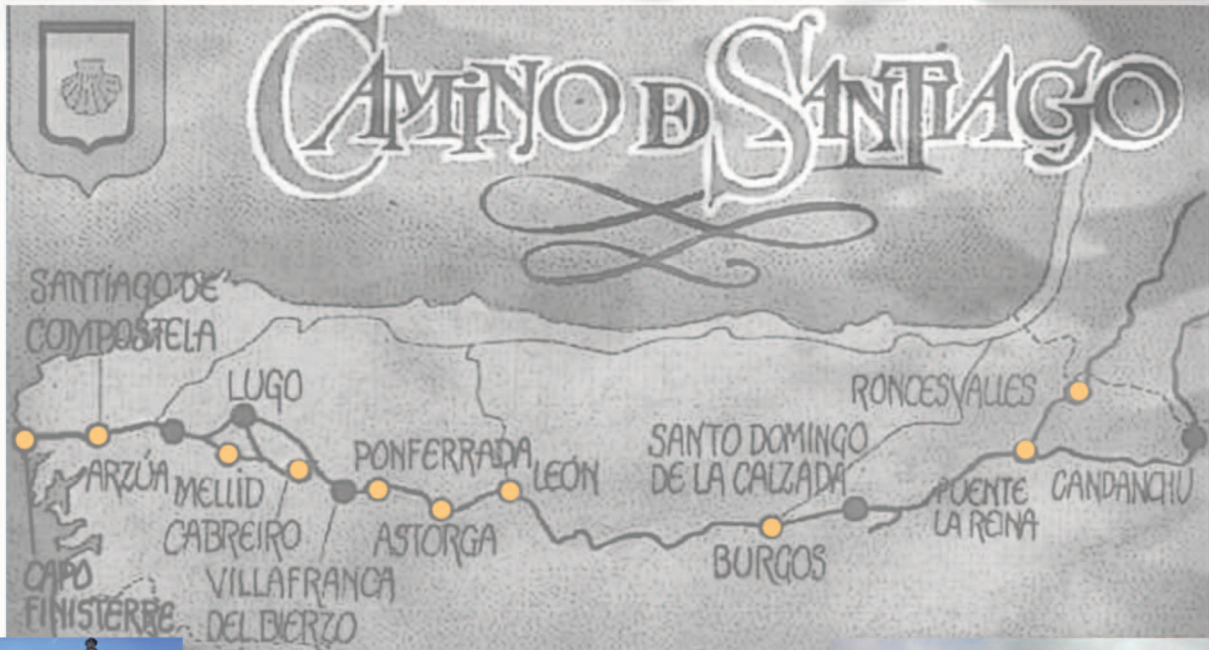 CAMINO DE SANTIAGO
SANTIAGO DE
COMPOSTELA
LUGO
RONCESVALLES
ARZÚA
MELLID
CABREIRO
PONFERRADA
LEÓN
ASTORGA
SANTO DOMINGO
DE LA CALZADA
BURGOS
PUENTE
LA REINA
CANDANCHU
CAPO
FINISTERRE
VILLAFRANCA
DEL BIERZO